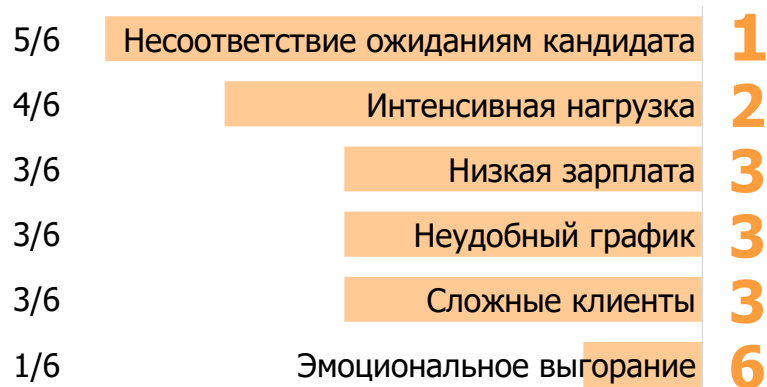 5/6 Несоответствие ожиданиям кандидата 1
4/6 Интенсивная нагрузка 2
3/6 Низкая зарплата 3
3/6 Неудобный график 3
3/6 Сложные клиенты 3
1/6 Эмоциональное выгорание 6